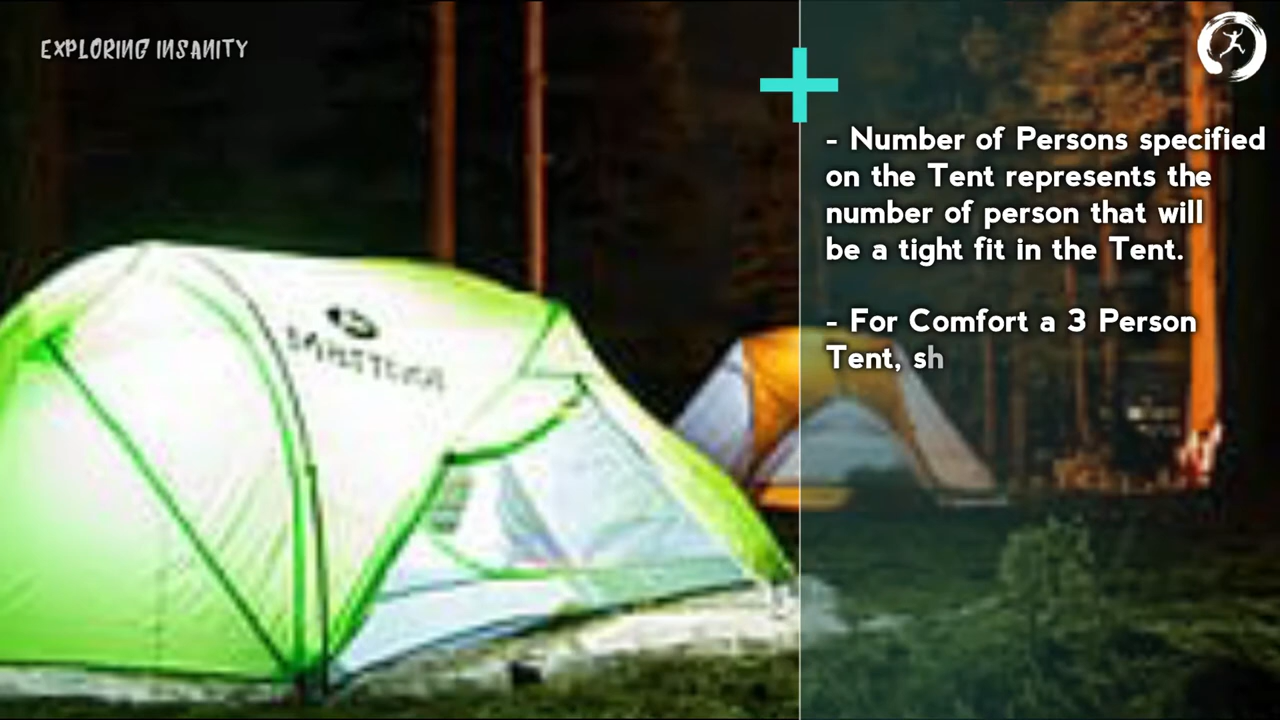 EXPLORING INSANITY
- Number of Persons specified
on the Tent represents the
number of person that will
be a tight fit in the Tent.
- For Comfort a 3 Person
Tent, sh